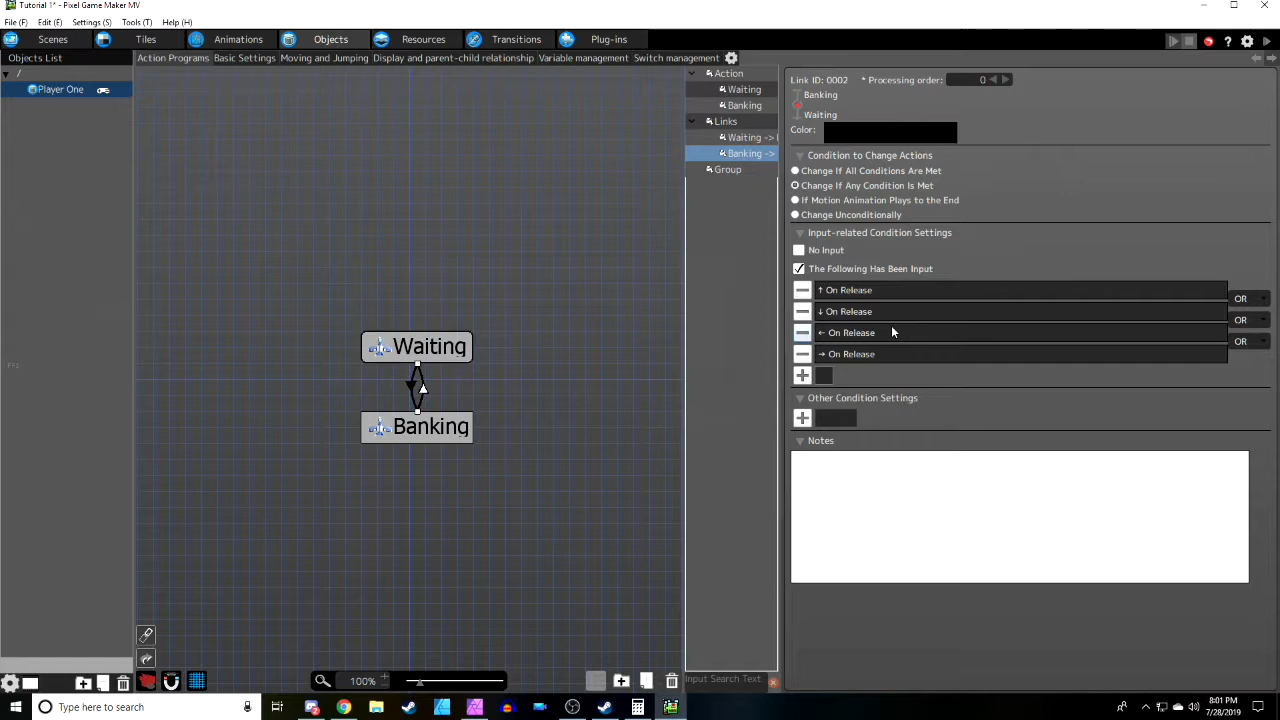 Tutorial 1* - Pixel Game Maker MV
File (F) Edit (E) Settings (S) Tools (T) Help (H)
Scenes Tiles Animations Objects Resources Transitions Plug-ins
Objects List
Action Programs Basic Settings Moving and Jumping Display and parent-child relationship Variable management Switch management
/
Player One
Action
Waiting
Banking
Links
Waiting ->
Banking ->
Group
Link ID: 0002 * Processing order: 0
Banking
Waiting
Color:
Condition to Change Actions
Change If All Conditions Are Met
Change If Any Condition Is Met
If Motion Animation Plays to the End
Change Unconditionally
Input-related Condition Settings
No Input
The Following Has Been Input
↑ On Release
OR
↓ On Release
OR
← On Release
OR
→ On Release
Other Condition Settings
Notes
Waiting
Banking
100%
Input Search Text
Type here to search
8:01 PM
7/28/2019